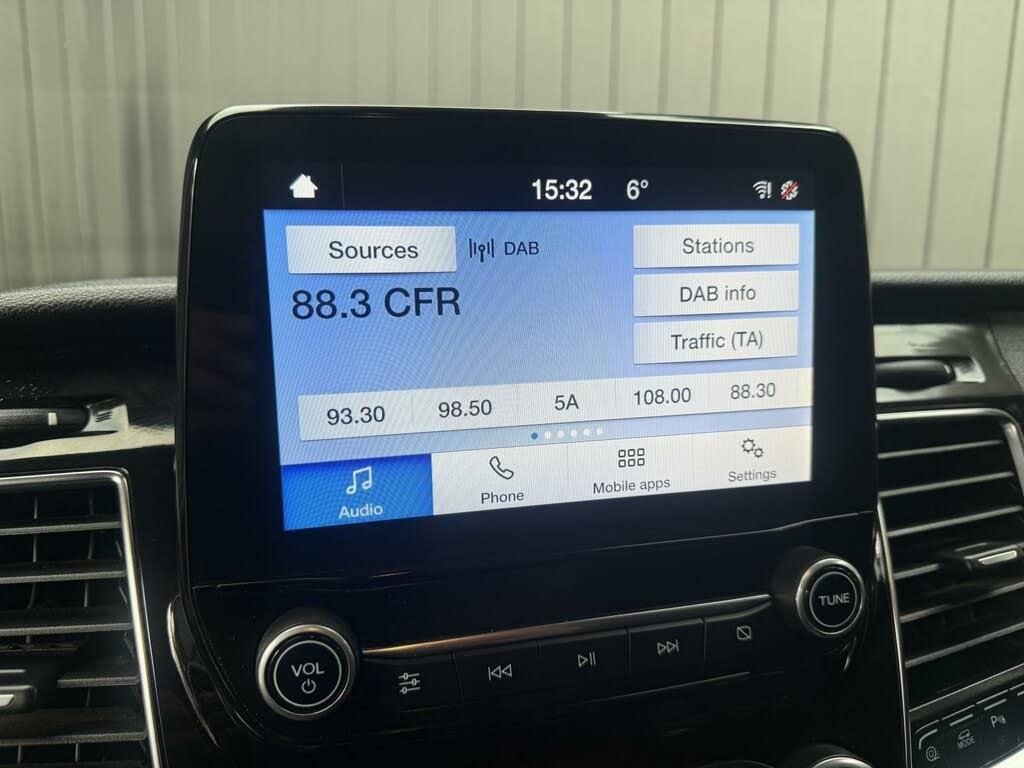 15:32 6°
Sources DAB Stations
88.3 CFR DAB info
Traffic (TA)
93.30 98.50 5A 108.00 88.30
Audio Phone Mobile apps Settings
VOL TUNE
MODE P